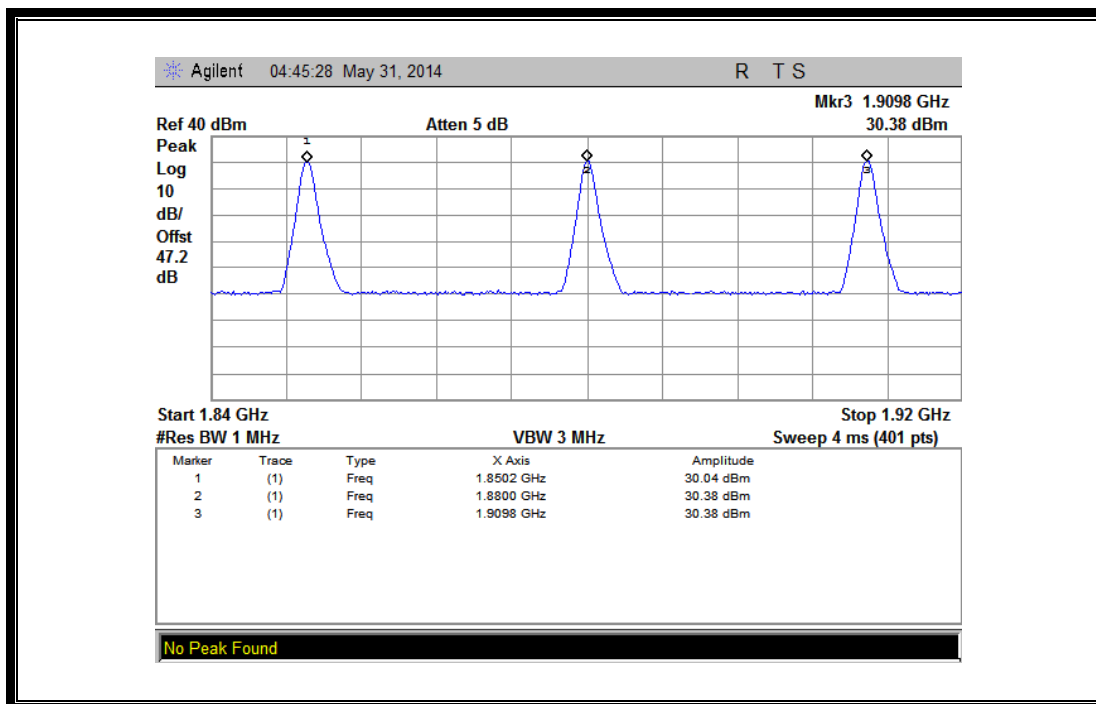 Agilent 04:45:28 May 31, 2014 R T S
Mkr3 1.9098 GHz
Ref 40 dBm Atten 5 dB 30.38 dBm
Peak
Log
10
dB/
Offst
47.2
dB
1
2
3
Start 1.84 GHz Stop 1.92 GHz
#Res BW 1 MHz VBW 3 MHz Sweep 4 ms (401 pts)
Marker Trace Type X Axis Amplitude
1 (1) Freq 1.8502 GHz 30.04 dBm
2 (1) Freq 1.8800 GHz 30.38 dBm
3 (1) Freq 1.9098 GHz 30.38 dBm
No Peak Found